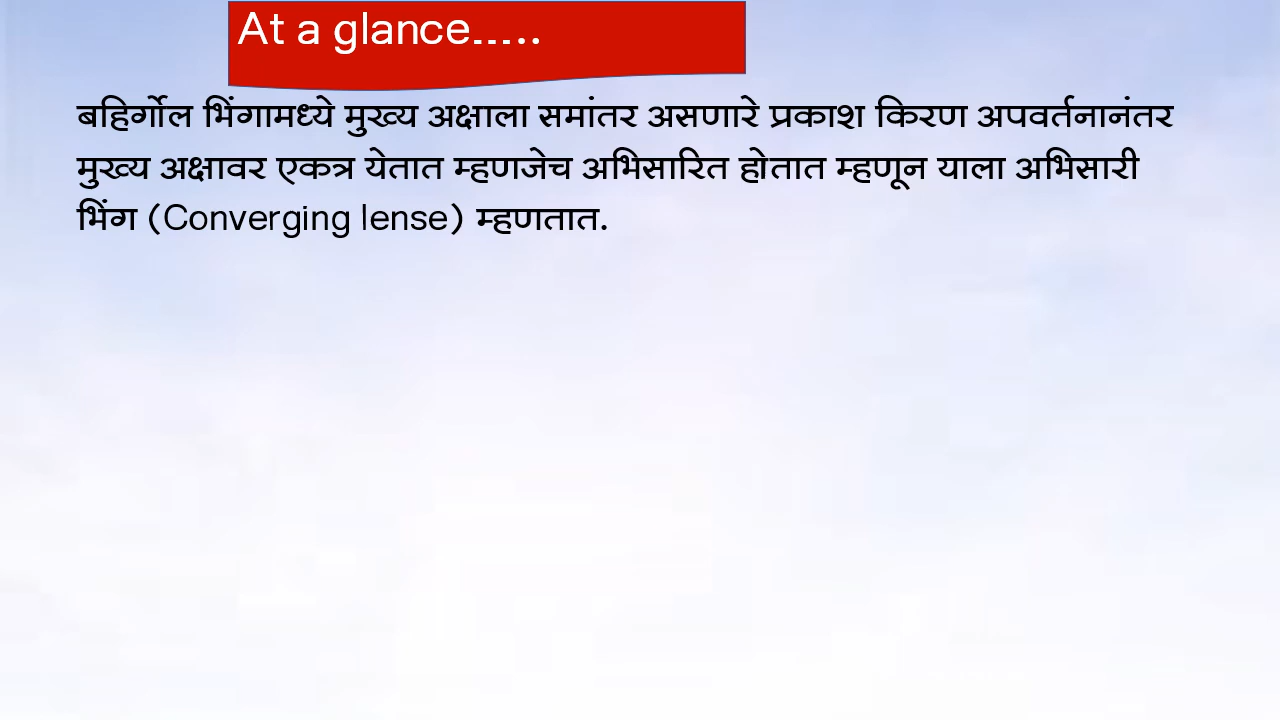 At a glance.....
बहिर्गोल भिंगामध्ये मुख्य अक्षाला समांतर असणारे प्रकाश किरण अपवर्तनानंतर
मुख्य अक्षावर एकत्र येतात म्हणजेच अभिसारित होतात म्हणून याला अभिसारी
भिंग (Converging lense) म्हणतात.